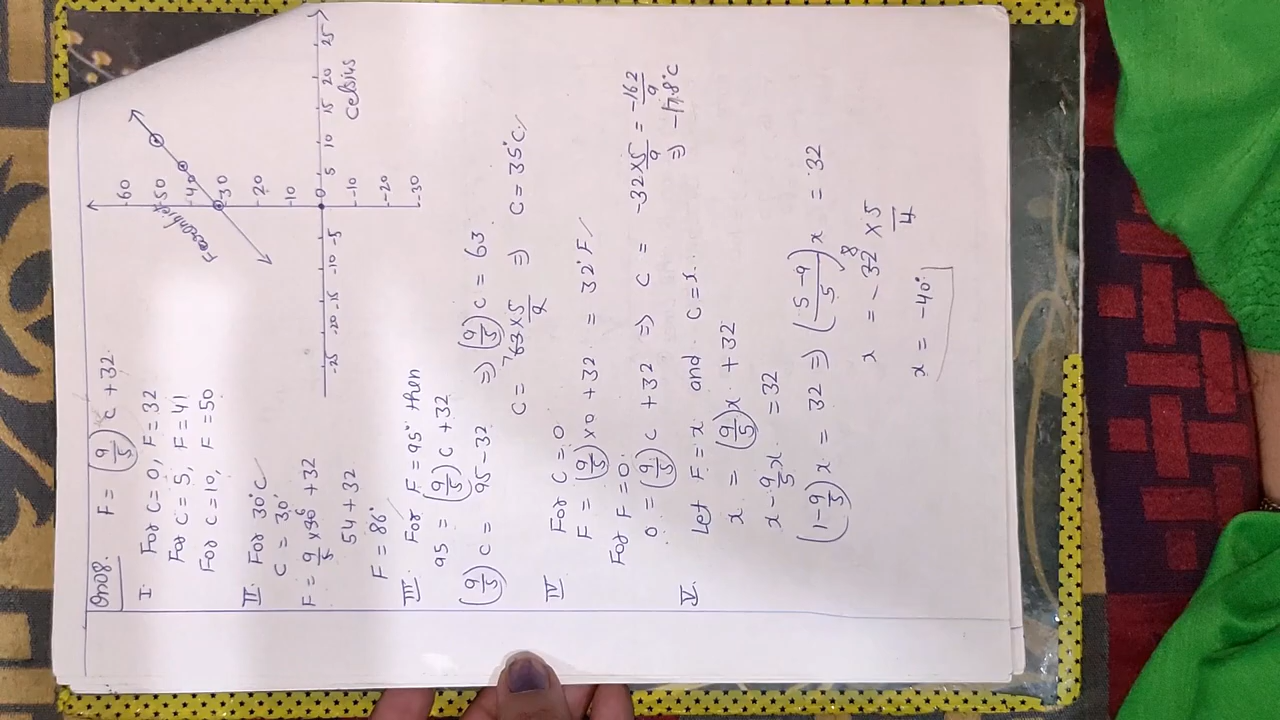 Qno8. F = (9/5) C + 32.
I. For C=0, F=32
For C=5, F=41
For C=10, F=50
60
50
40
30
20
10
0
-10
-20
-30
-25 -20 -15 -10 -5 5 10 15 20 25
Celsius
II. For 30°C
C = 30°
F = 9/5 × 30 6 + 32
54 + 32
F = 86°
III. For F = 95° then
95 = (9/5) C + 32
(9/5) C = 95 - 32 => (9/5) C = 63
C = 7 63 × 5/9 => C = 35°C
IV For C = 0
F = (9/5) × 0 + 32 = 32°F
For F = 0
0 = (9/5) C + 32 => C = -32×5/9 = -162/9
=> -17.8°C
V. Let F = x and C = x.
x = (9/5) x + 32
x - 9/5 x = 32
(1 - 9/5) x = 32 => (5-9/5) x = 32
x = - 32 8 × 5/4
x = -40°